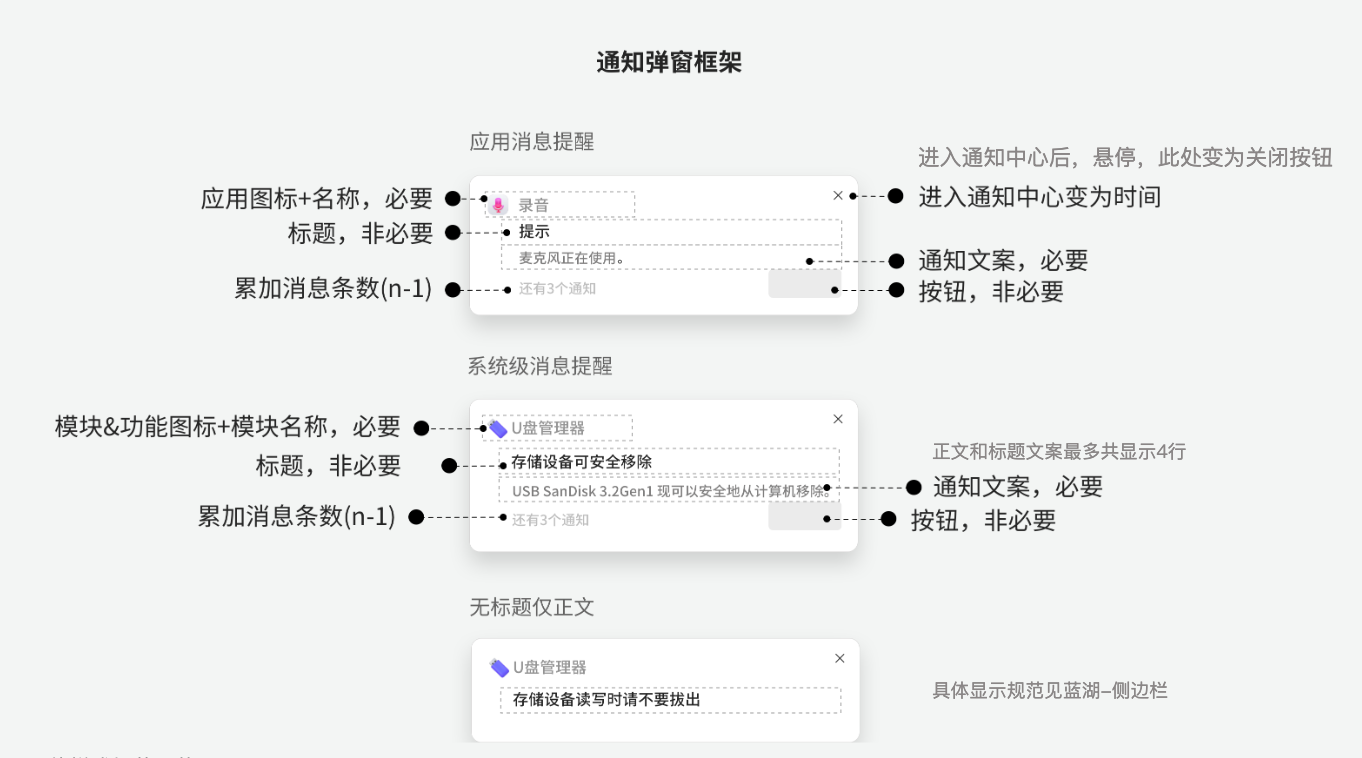 通知弹窗框架
应用消息提醒
进入通知中心后，悬停，此处变为关闭按钮
应用图标+名称，必要
录音
进入通知中心变为时间
标题，非必要
提示
麦克风正在使用。
通知文案，必要
累加消息条数(n-1)
还有3个通知
按钮，非必要
系统级消息提醒
模块&功能图标+模块名称，必要
U盘管理器
正文和标题文案最多共显示4行
标题，非必要
存储设备可安全移除
USB SanDisk 3.2Gen1 现可以安全地从计算机移除。
通知文案，必要
累加消息条数(n-1)
还有3个通知
按钮，非必要
无标题仅正文
U盘管理器
存储设备读写时请不要拔出
具体显示规范见蓝湖–侧边栏